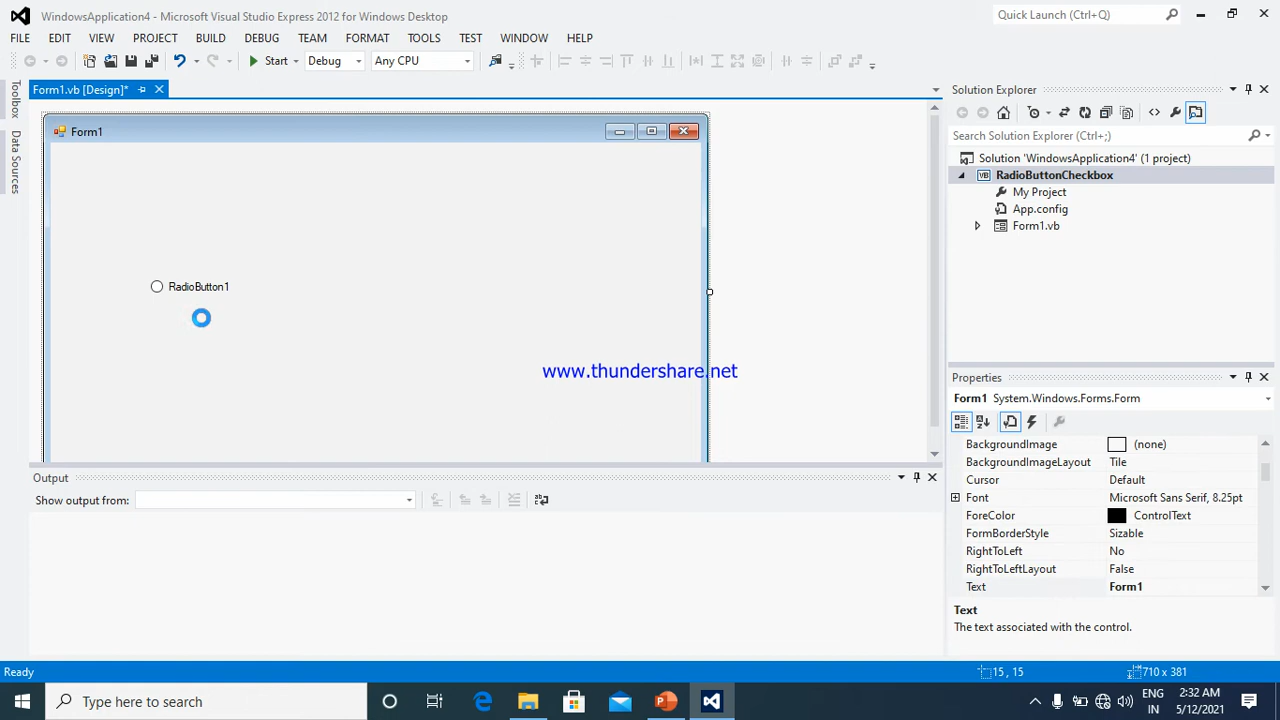 WindowsApplication4 - Microsoft Visual Studio Express 2012 for Windows Desktop
Quick Launch (Ctrl+Q)
FILE EDIT VIEW PROJECT BUILD DEBUG TEAM FORMAT TOOLS TEST WINDOW HELP
Start Debug Any CPU
Form1.vb [Design]*
Toolbox
Data Sources
Form1
RadioButton1
www.thundershare.net
Solution Explorer
Search Solution Explorer (Ctrl+;)
Solution 'WindowsApplication4' (1 project)
VB RadioButtonCheckbox
My Project
App.config
Form1.vb
Properties
Form1 System.Windows.Forms.Form
BackgroundImage (none)
BackgroundImageLayout Tile
Cursor Default
Font Microsoft Sans Serif, 8.25pt
ForeColor ControlText
FormBorderStyle Sizable
RightToLeft No
RightToLeftLayout False
Text Form1
Text
The text associated with the control.
Output
Show output from:
Ready
15 , 15
710 x 381
Type here to search
ENG
IN
2:32 AM
5/12/2021